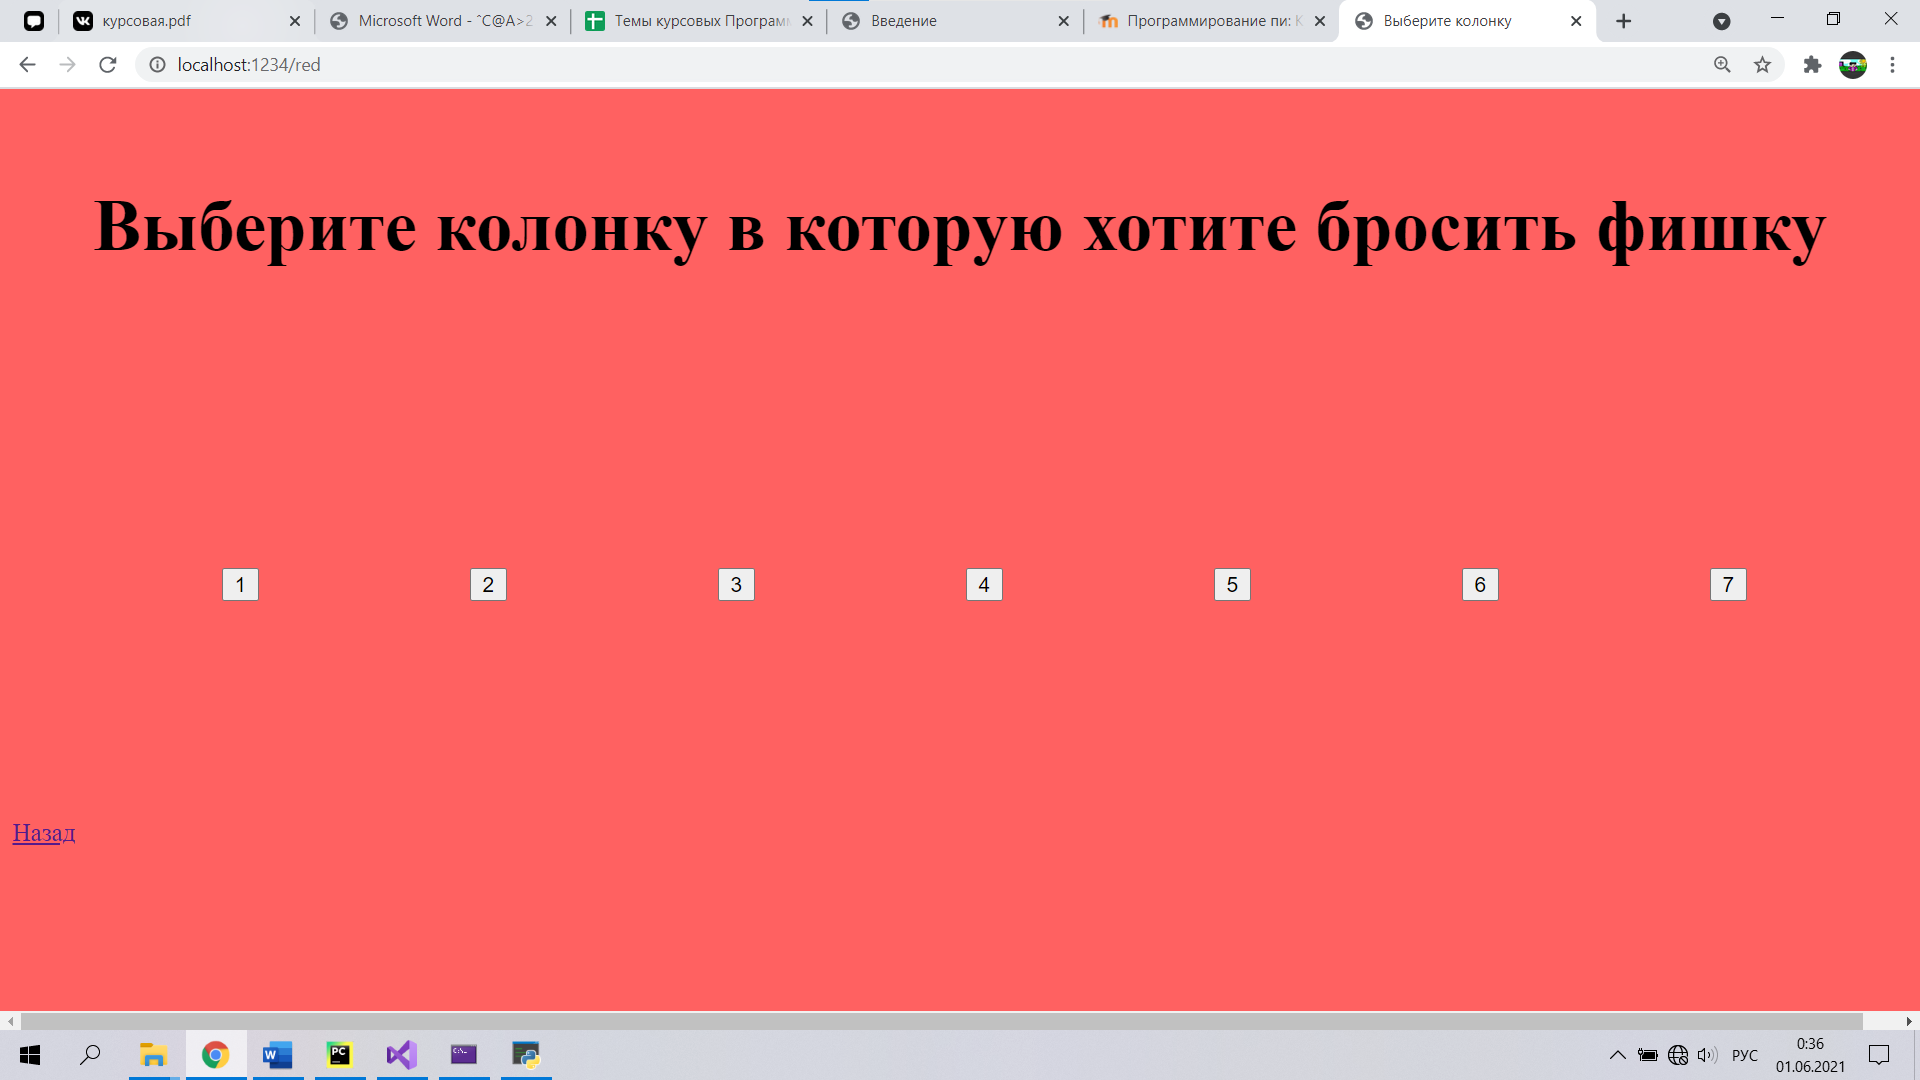 курсовая.pdf
Microsoft Word - ˆC@A>2
Темы курсовых Програм
Введение
Программирование пи: К
Выберите колонку
localhost:1234/red
Выберите колонку в которую хотите бросить фишку
1 2 3 4 5 6 7
Назад
РУС
0:36
01.06.2021